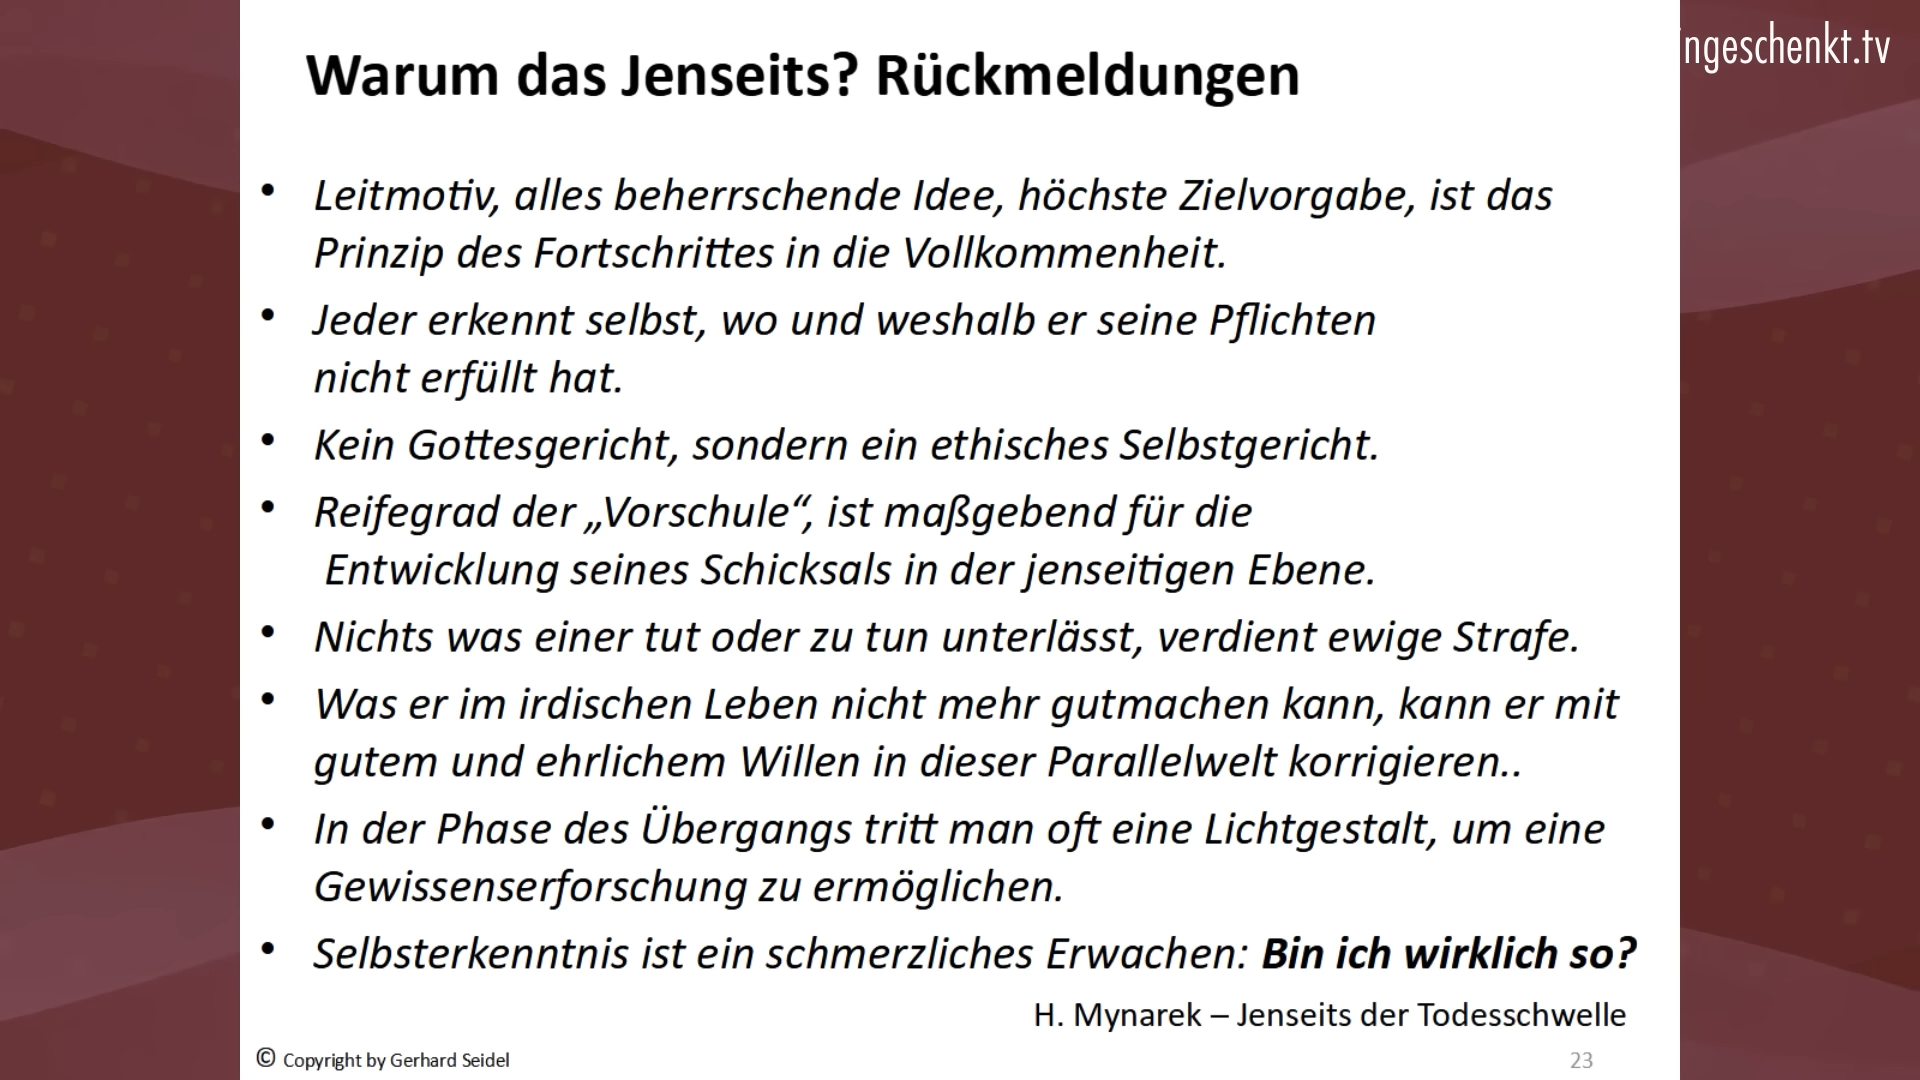 Warum das Jenseits? Rückmeldungen
ngeschenkt.tv
• Leitmotiv, alles beherrschende Idee, höchste Zielvorgabe, ist das
Prinzip des Fortschrittes in die Vollkommenheit.
• Jeder erkennt selbst, wo und weshalb er seine Pflichten
nicht erfüllt hat.
• Kein Gottesgericht, sondern ein ethisches Selbstgericht.
• Reifegrad der „Vorschule“, ist maßgebend für die
Entwicklung seines Schicksals in der jenseitigen Ebene.
• Nichts was einer tut oder zu tun unterlässt, verdient ewige Strafe.
• Was er im irdischen Leben nicht mehr gutmachen kann, kann er mit
gutem und ehrlichem Willen in dieser Parallelwelt korrigieren..
• In der Phase des Übergangs tritt man oft eine Lichtgestalt, um eine
Gewissenserforschung zu ermöglichen.
• Selbsterkenntnis ist ein schmerzliches Erwachen: Bin ich wirklich so?
H. Mynarek – Jenseits der Todesschwelle
© Copyright by Gerhard Seidel
23